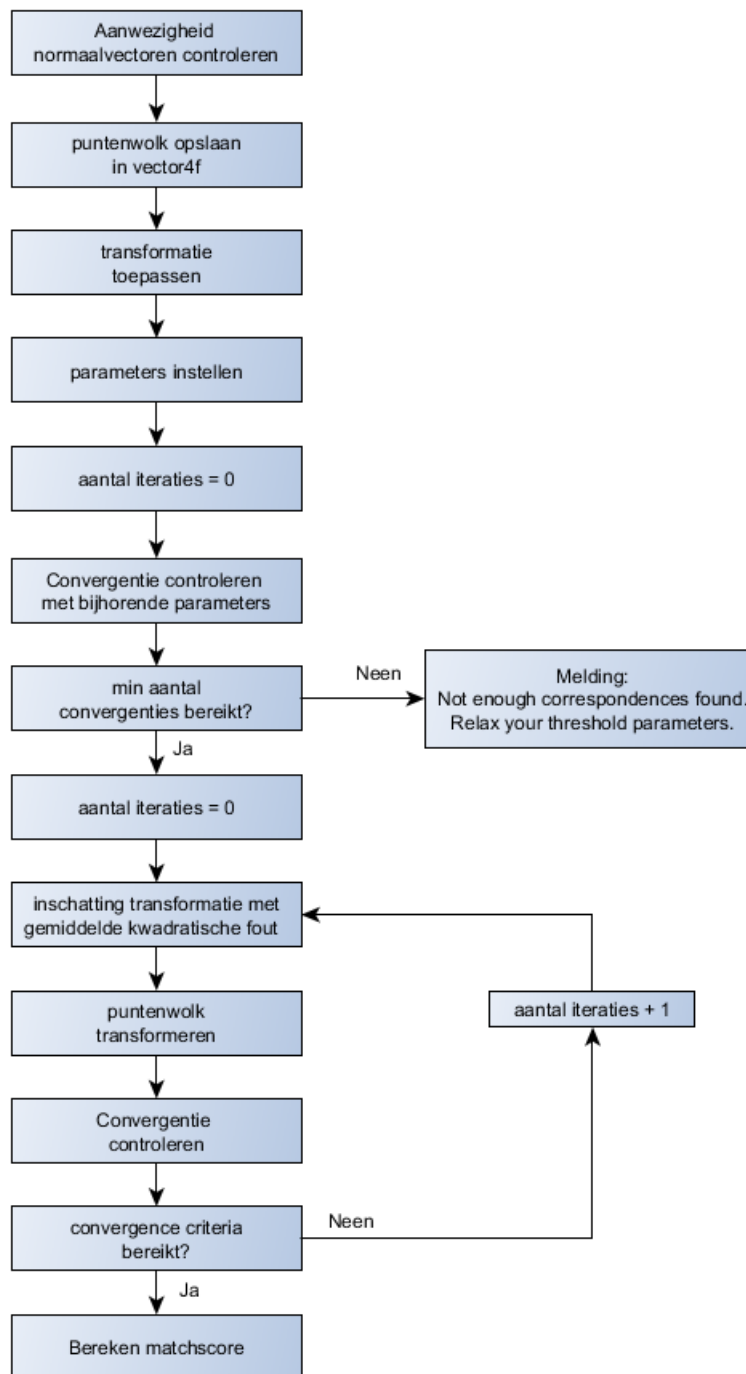 Aanwezigheid
normaalvectoren controleren
puntenwolk opslaan
in vector4f
transformatie
toepassen
parameters instellen
aantal iteraties = 0
Convergentie controleren
met bijhorende parameters
min aantal
convergenties bereikt?
Neen
Melding:
Not enough correspondences found.
Relax your threshold parameters.
Ja
aantal iteraties = 0
inschatting transformatie met
gemiddelde kwadratische fout
puntenwolk
transformeren
aantal iteraties + 1
Convergentie
controleren
convergence criteria
bereikt?
Neen
Ja
Bereken matchscore